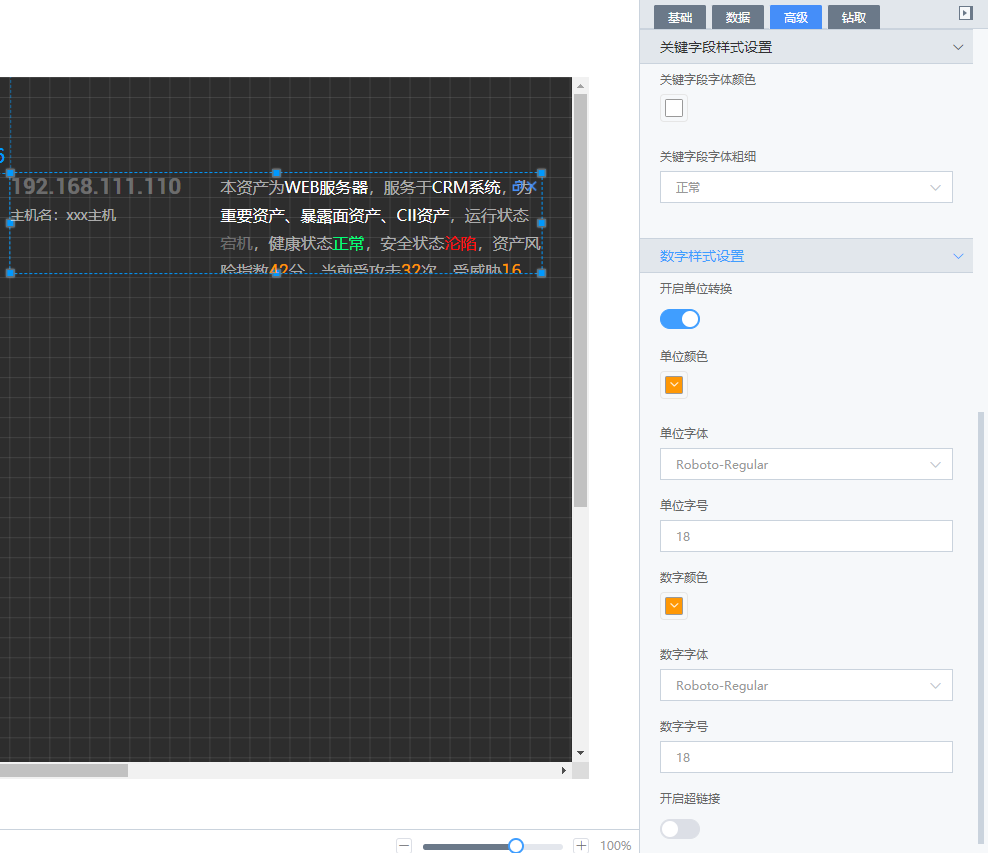 基础
数据
高级
钻取
关键字段样式设置
关键字段字体颜色
关键字段字体粗细
正常
数字样式设置
开启单位转换
单位颜色
单位字体
Roboto-Regular
单位字号
18
数字颜色
数字字体
Roboto-Regular
数字字号
18
开启超链接
192.168.111.110
主机名：xxx主机
本资产为WEB服务器，服务于CRM系统，为
重要资产、暴露面资产、CII资产，运行状态
宕机，健康状态正常，安全状态沦陷，资产风
险指数42分，当前受攻击32次，受威胁16
100%